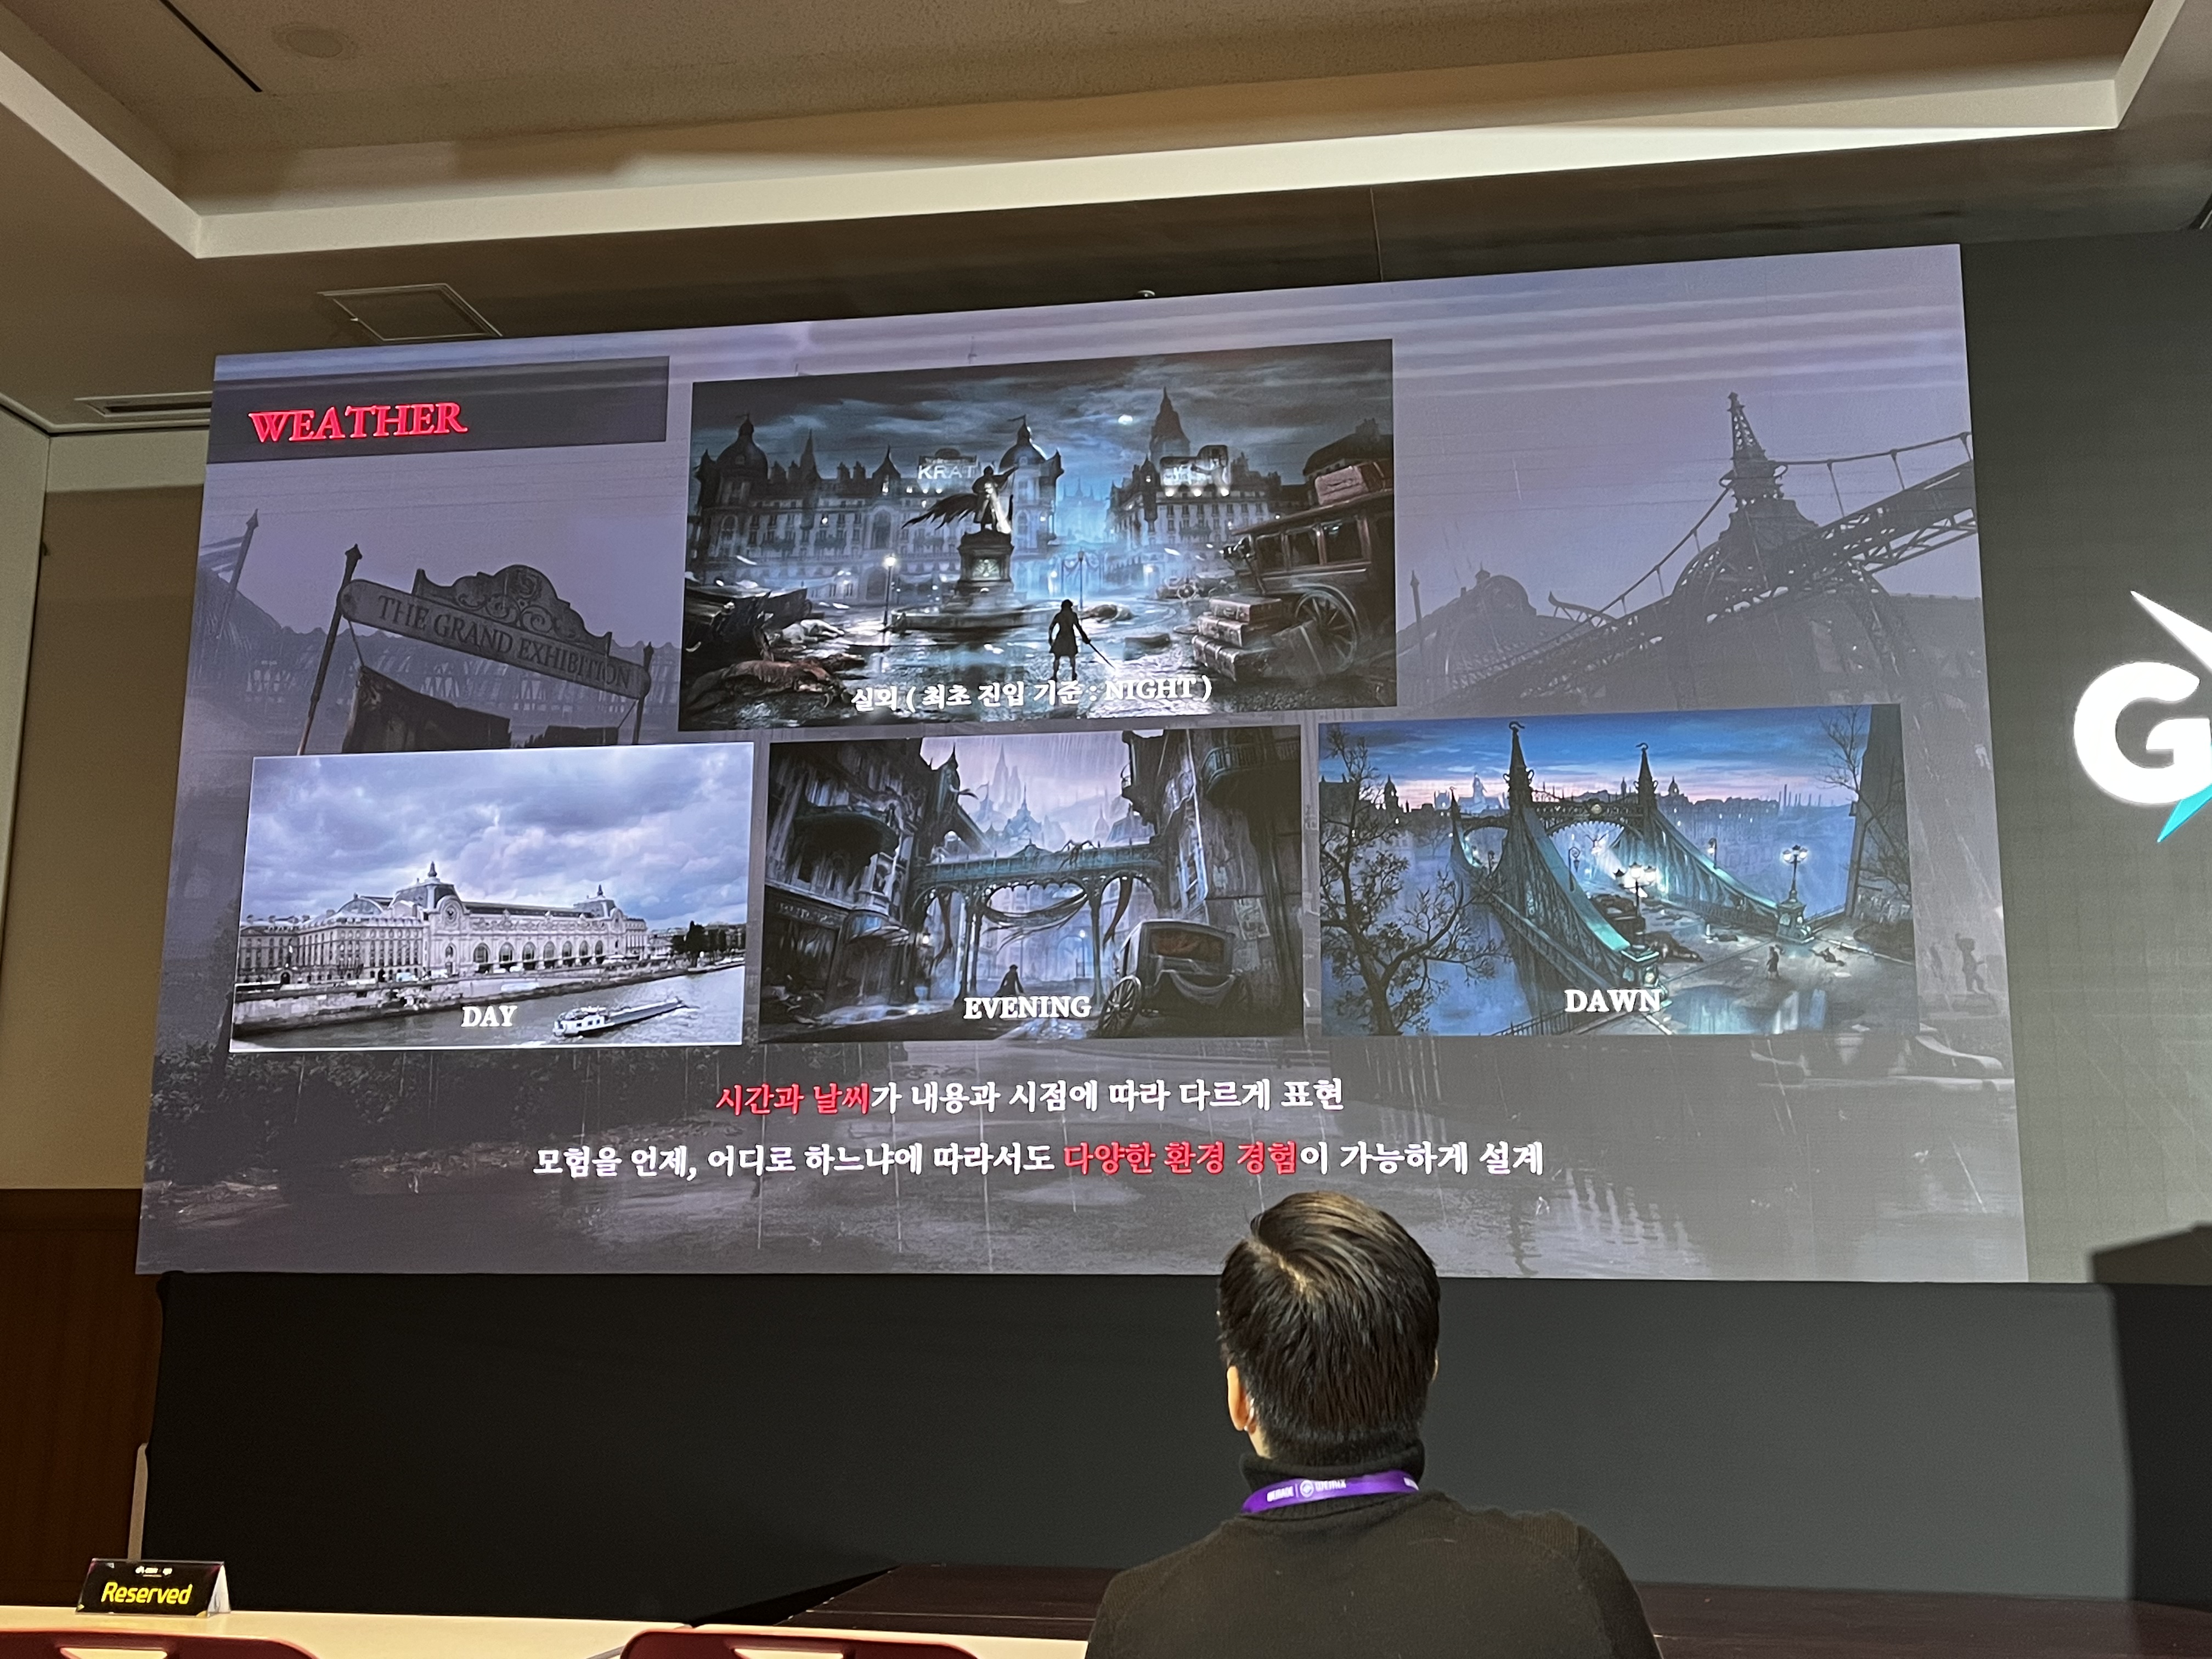 WEATHER
KRAT
THE GRAND EXHIBITION
실외 ( 최초 진입 기준 : NIGHT )
DAY
EVENING
DAWN
시간과 날씨가 내용과 시점에 따라 다르게 표현
모험을 언제, 어디로 하느냐에 따라서도 다양한 환경 경험이 가능하게 설계
G
WEMADE | wemix
Reserved